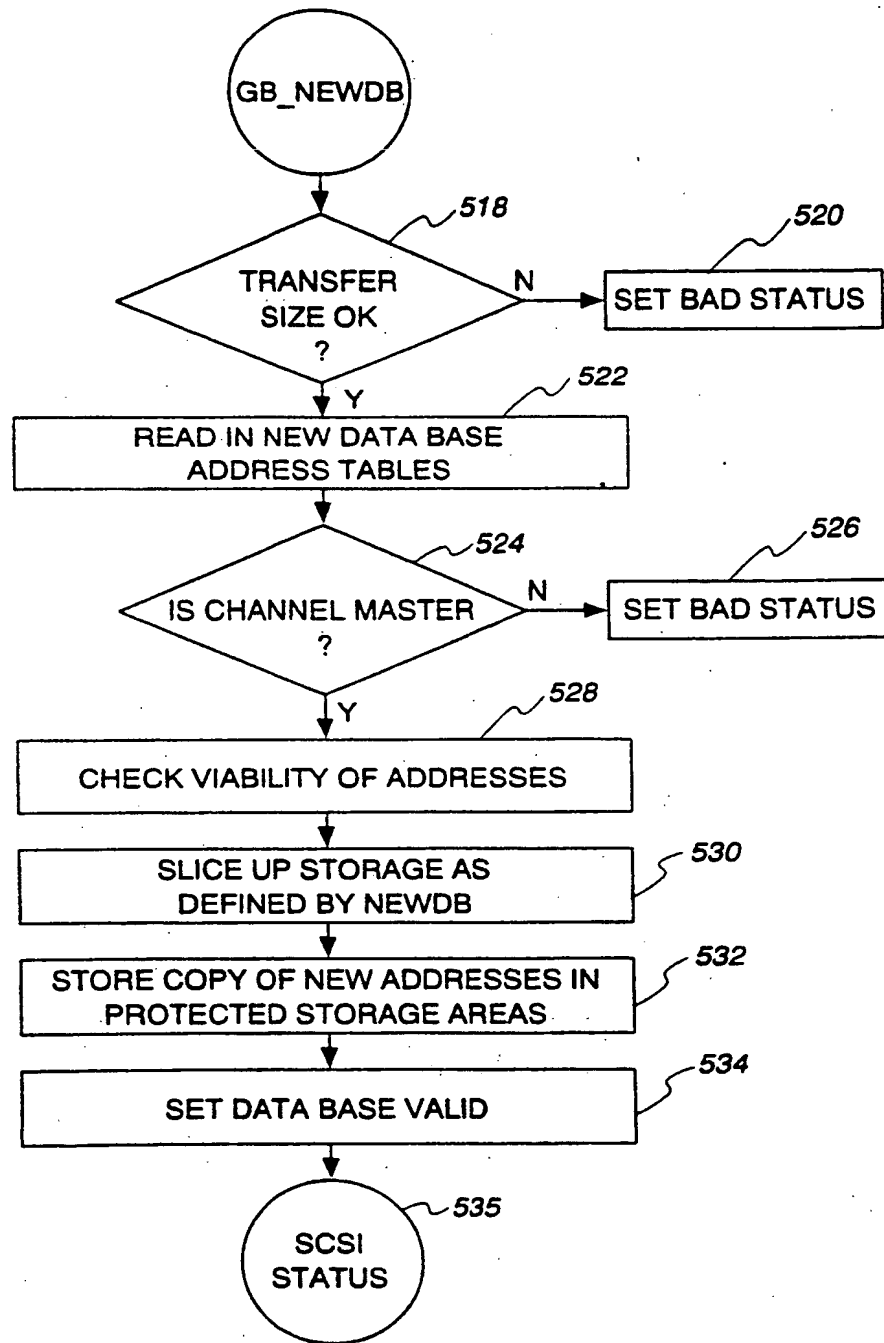 GB_NEWDB
518
TRANSFER
SIZE OK
?
N
520
SET BAD STATUS
Y
522
READ IN NEW DATA BASE
ADDRESS TABLES
524
IS CHANNEL MASTER
?
N
526
SET BAD STATUS
Y
528
CHECK VIABILITY OF ADDRESSES
530
SLICE UP STORAGE AS
DEFINED BY NEWDB
532
STORE COPY OF NEW ADDRESSES IN
PROTECTED STORAGE AREAS
534
SET DATA BASE VALID
535
SCSI
STATUS